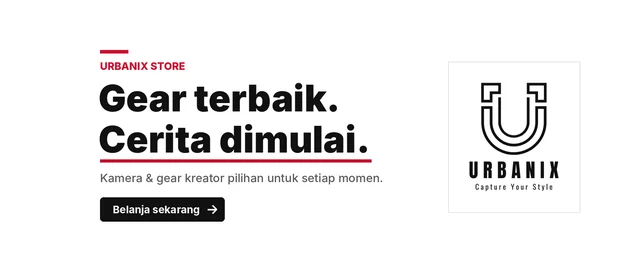 URBANIX STORE
Gear terbaik.
Cerita dimulai.
Kamera & gear kreator pilihan untuk setiap momen.
Belanja sekarang →
URBANIX
Capture Your Style